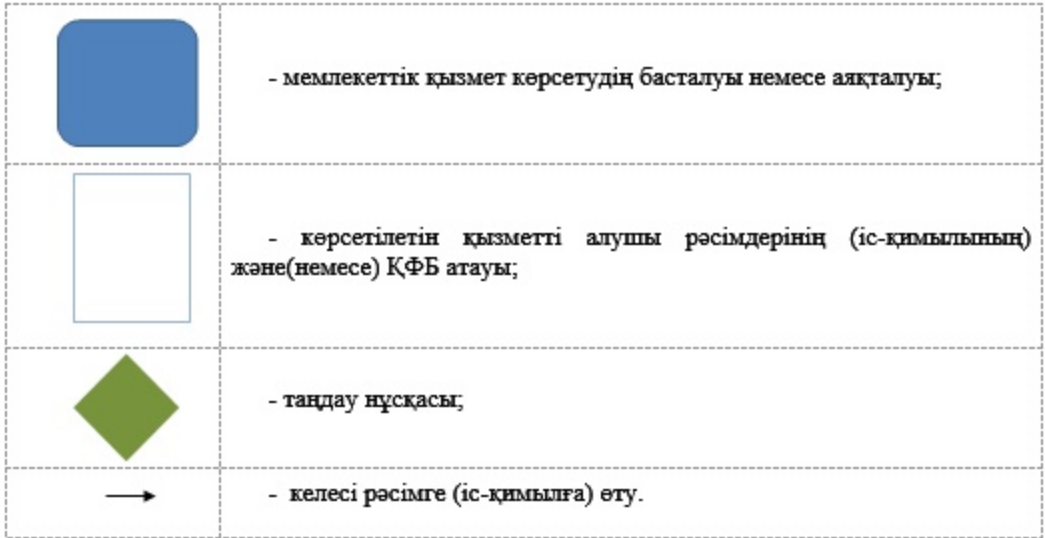 - мемлекеттік қызмет көрсетудің басталуы немесе аяқталуы;
- көрсетілетін қызметті алушы рәсімдерінің (іс-қимылының)
және(немесе) ҚФБ атауы;
- таңдау нұсқасы;
- келесі рәсімге (іс-қимылға) өту.